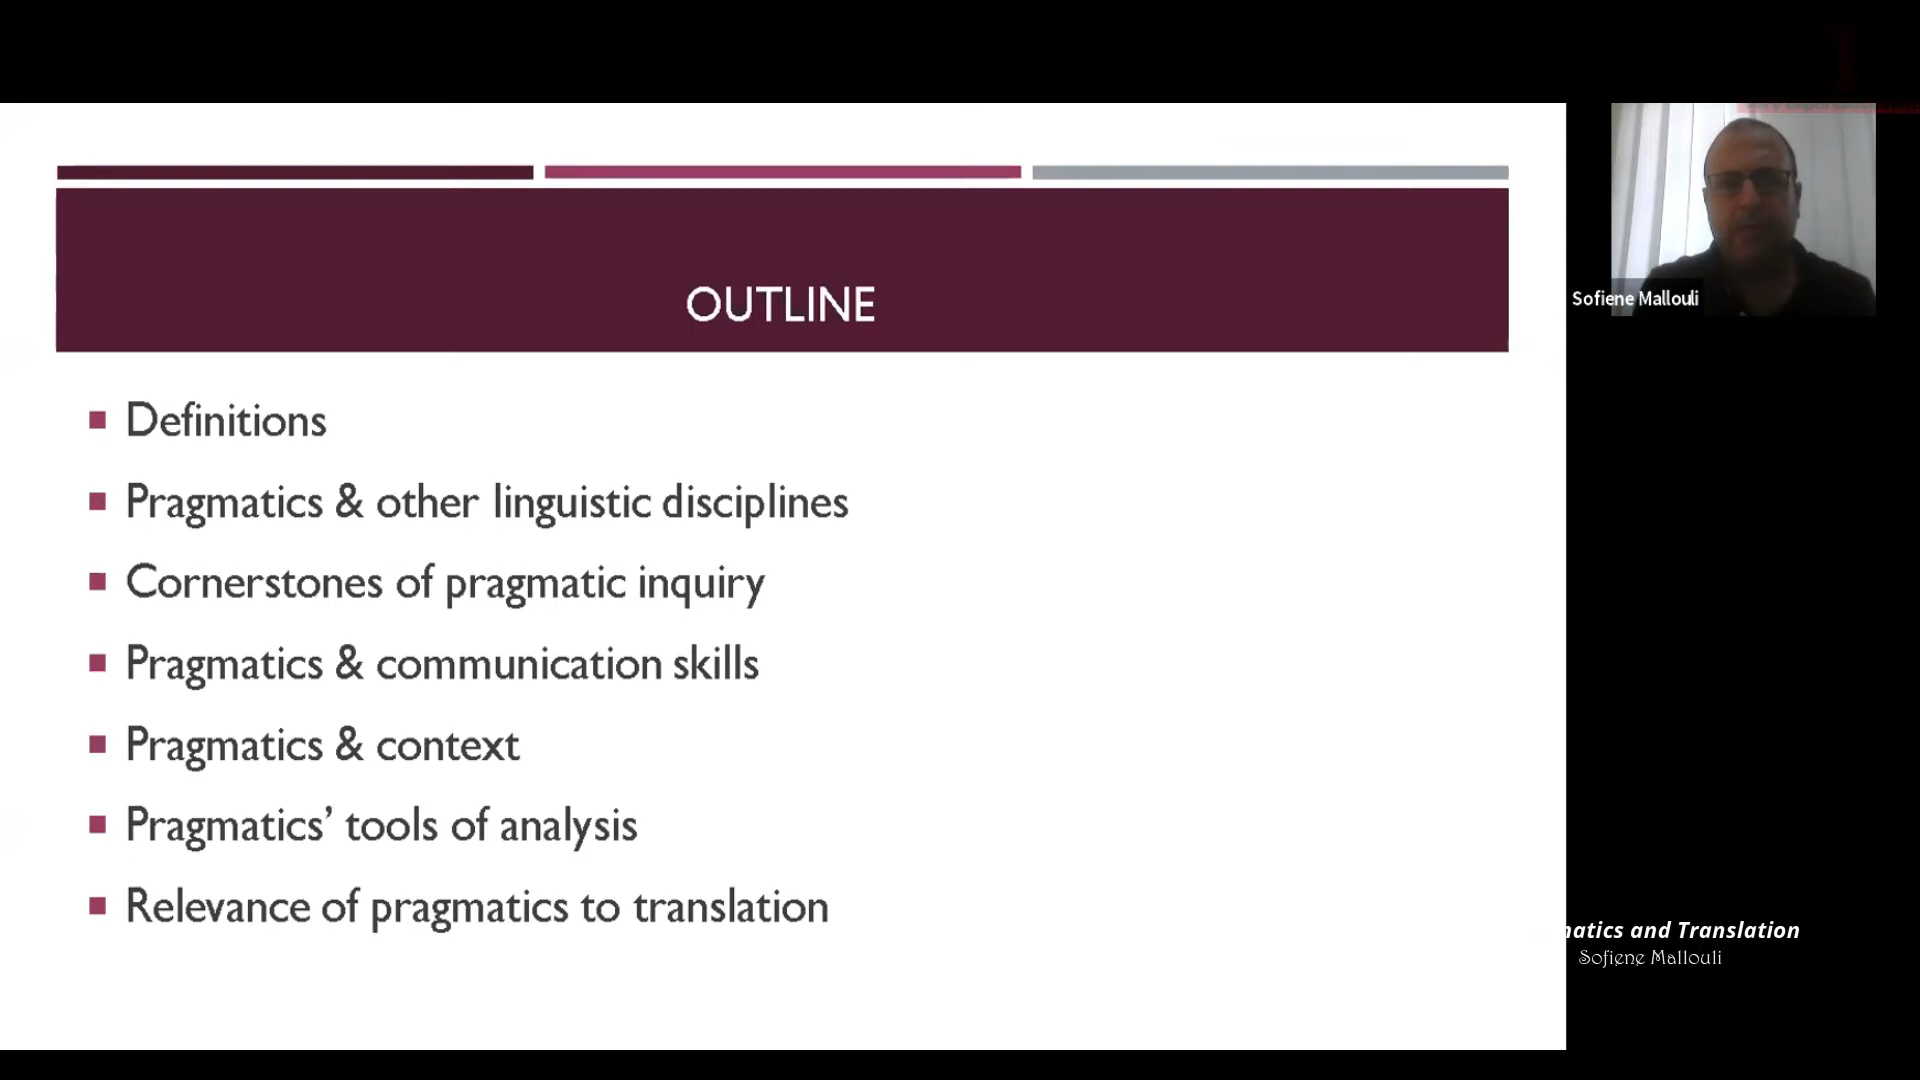 OUTLINE
Definitions
Pragmatics & other linguistic disciplines
Cornerstones of pragmatic inquiry
Pragmatics & communication skills
Pragmatics & context
Pragmatics’ tools of analysis
Relevance of pragmatics to translation
Sofiene Mallouli
and Translation
Sofiene Mallouli